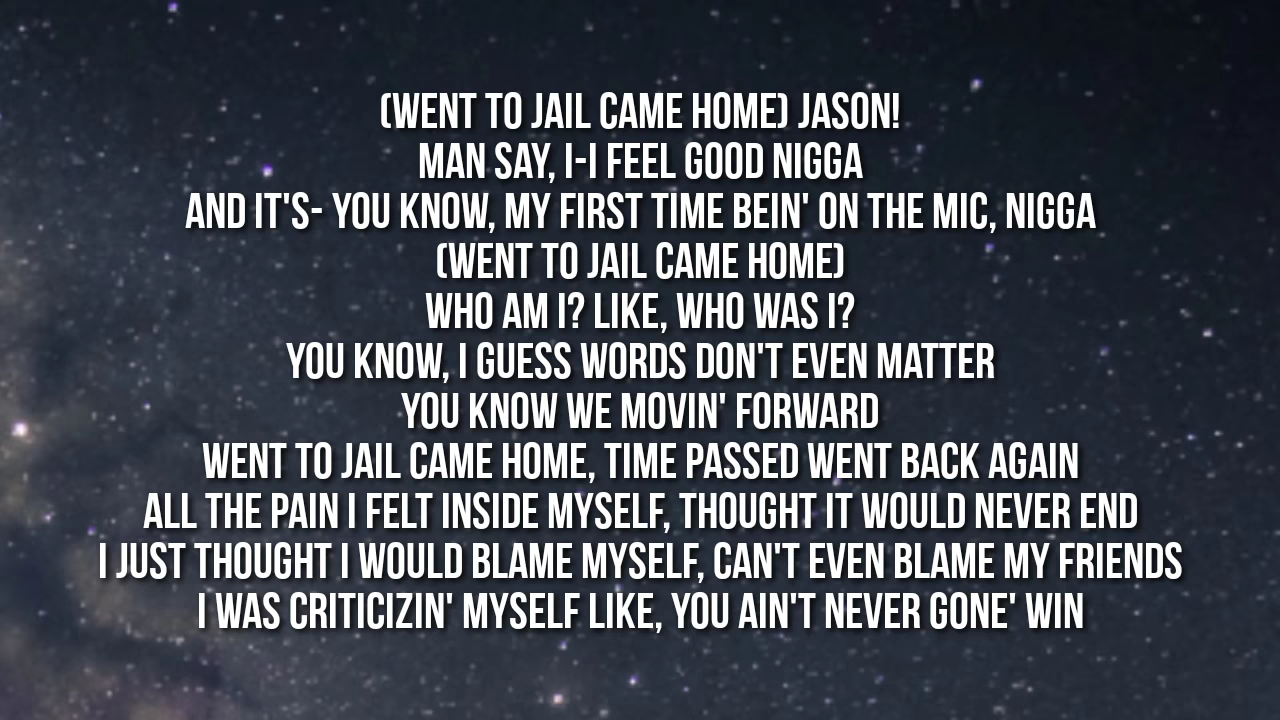 (WENT TO JAIL CAME HOME) JASON!
MAN SAY, I-I FEEL GOOD NIGGA
AND IT'S- YOU KNOW, MY FIRST TIME BEIN' ON THE MIC, NIGGA
(WENT TO JAIL CAME HOME)
WHO AM I? LIKE, WHO WAS I?
YOU KNOW, I GUESS WORDS DON'T EVEN MATTER
YOU KNOW WE MOVIN' FORWARD
WENT TO JAIL CAME HOME, TIME PASSED WENT BACK AGAIN
ALL THE PAIN I FELT INSIDE MYSELF, THOUGHT IT WOULD NEVER END
I JUST THOUGHT I WOULD BLAME MYSELF, CAN'T EVEN BLAME MY FRIENDS
I WAS CRITICIZIN' MYSELF LIKE, YOU AIN'T NEVER GONE' WIN